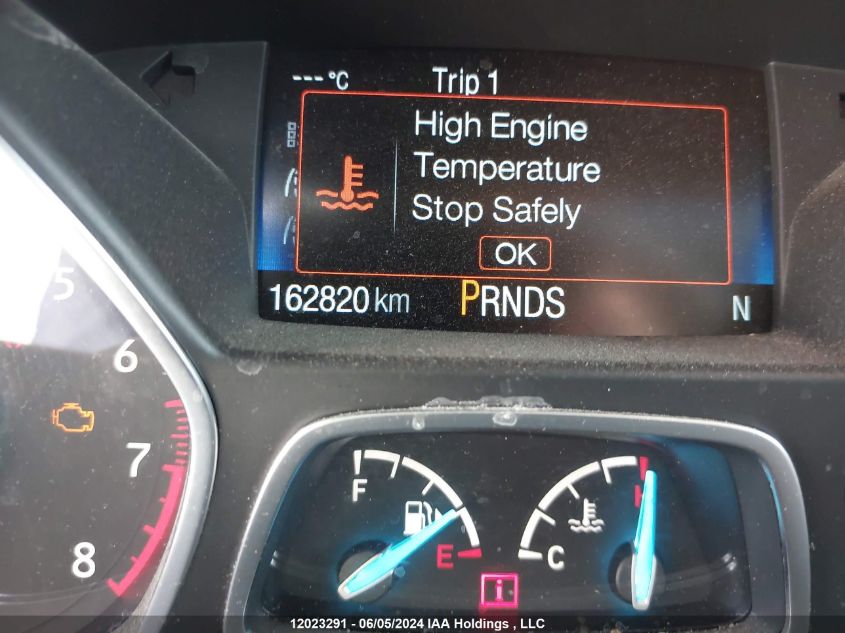 ---°C Trip 1
High Engine
Temperature
Stop Safely
OK
162820 km PRNDS N
5
6
7
8
F
E
C
H
i
12023291 - 06/05/2024 IAA Holdings , LLC